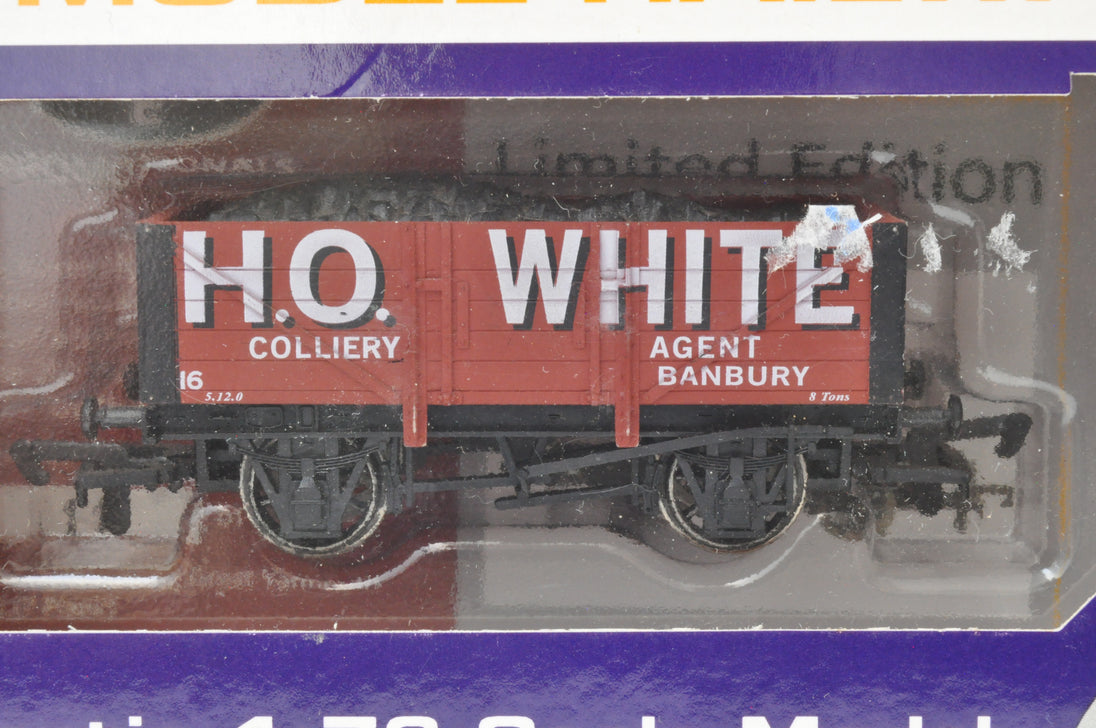 Limited Edition
H.O. WHITE
COLLIERY AGENT
BANBURY
16
5.12.0
8 Tons